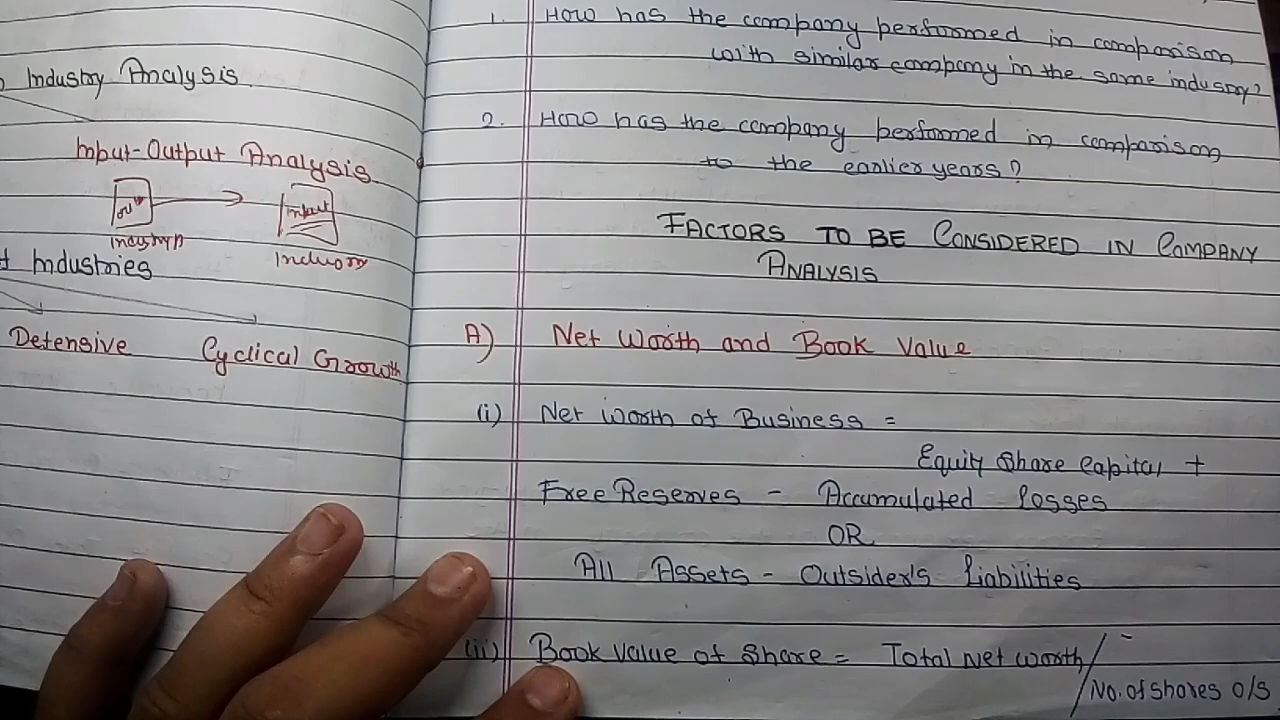 Industry Analysis
Input-Output Analysis
Input
Industry
Industries
Defensive Cyclical Growth
1. How has the company performed in comparison
with similar company in the same industry?
2. How has the company performed in comparison
to the earlier years?
FACTORS TO BE CONSIDERED IN COMPANY
ANALYSIS
A) Net Worth and Book Value
(i) Net Worth of Business =
Equity Share Capital +
Free Reserves - Accumulated losses
OR
All Assets - Outsider's Liabilities
(ii) Book Value of Share = Total Net worth/
/No. of shares o/s